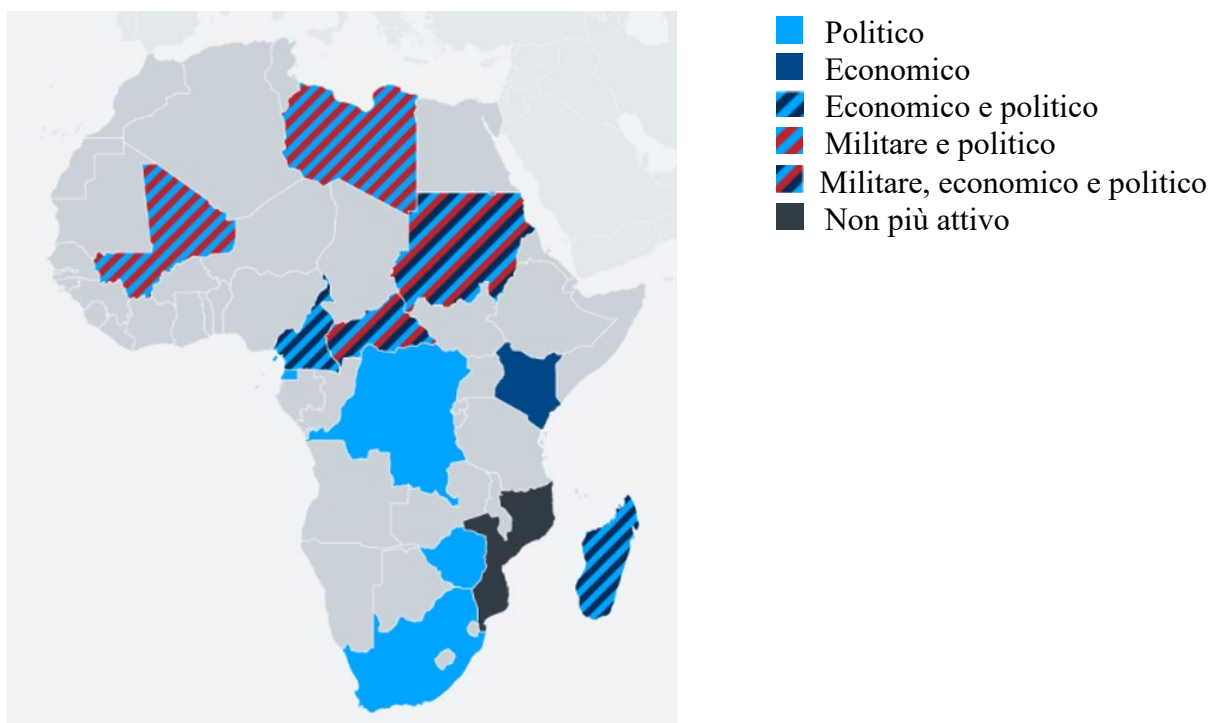 Politico
Economico
Economico e politico
Militare e politico
Militare, economico e politico
Non più attivo